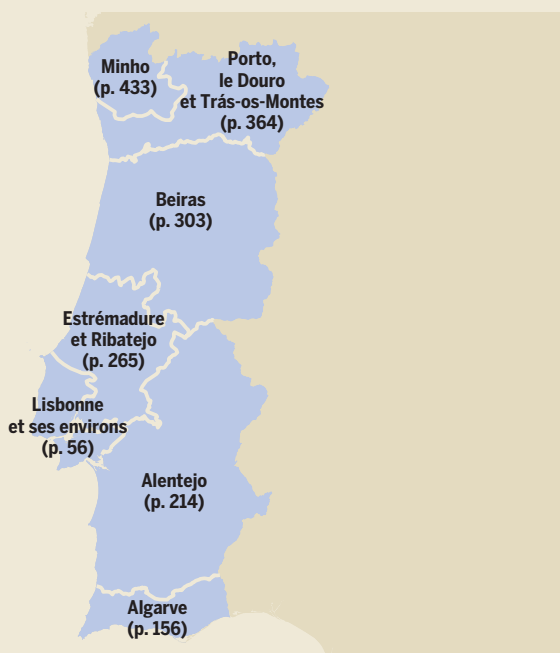 Minho
(p. 433)
Porto,
le Douro
et Trás-os-Montes
(p. 364)
Beiras
(p. 303)
Estrémadure
et Ribatejo
(p. 265)
Lisbonne
et ses environs
(p. 56)
Alentejo
(p. 214)
Algarve
(p. 156)